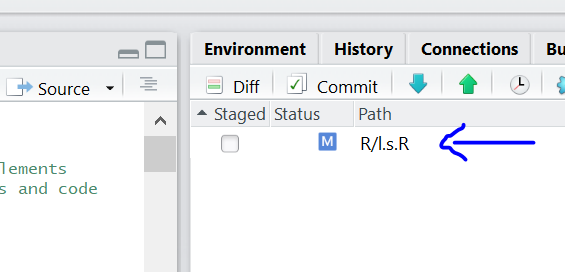 Environment History Connections Bu
Source
Diff Commit
Staged Status Path
M R/l.s.R
lements
s and code